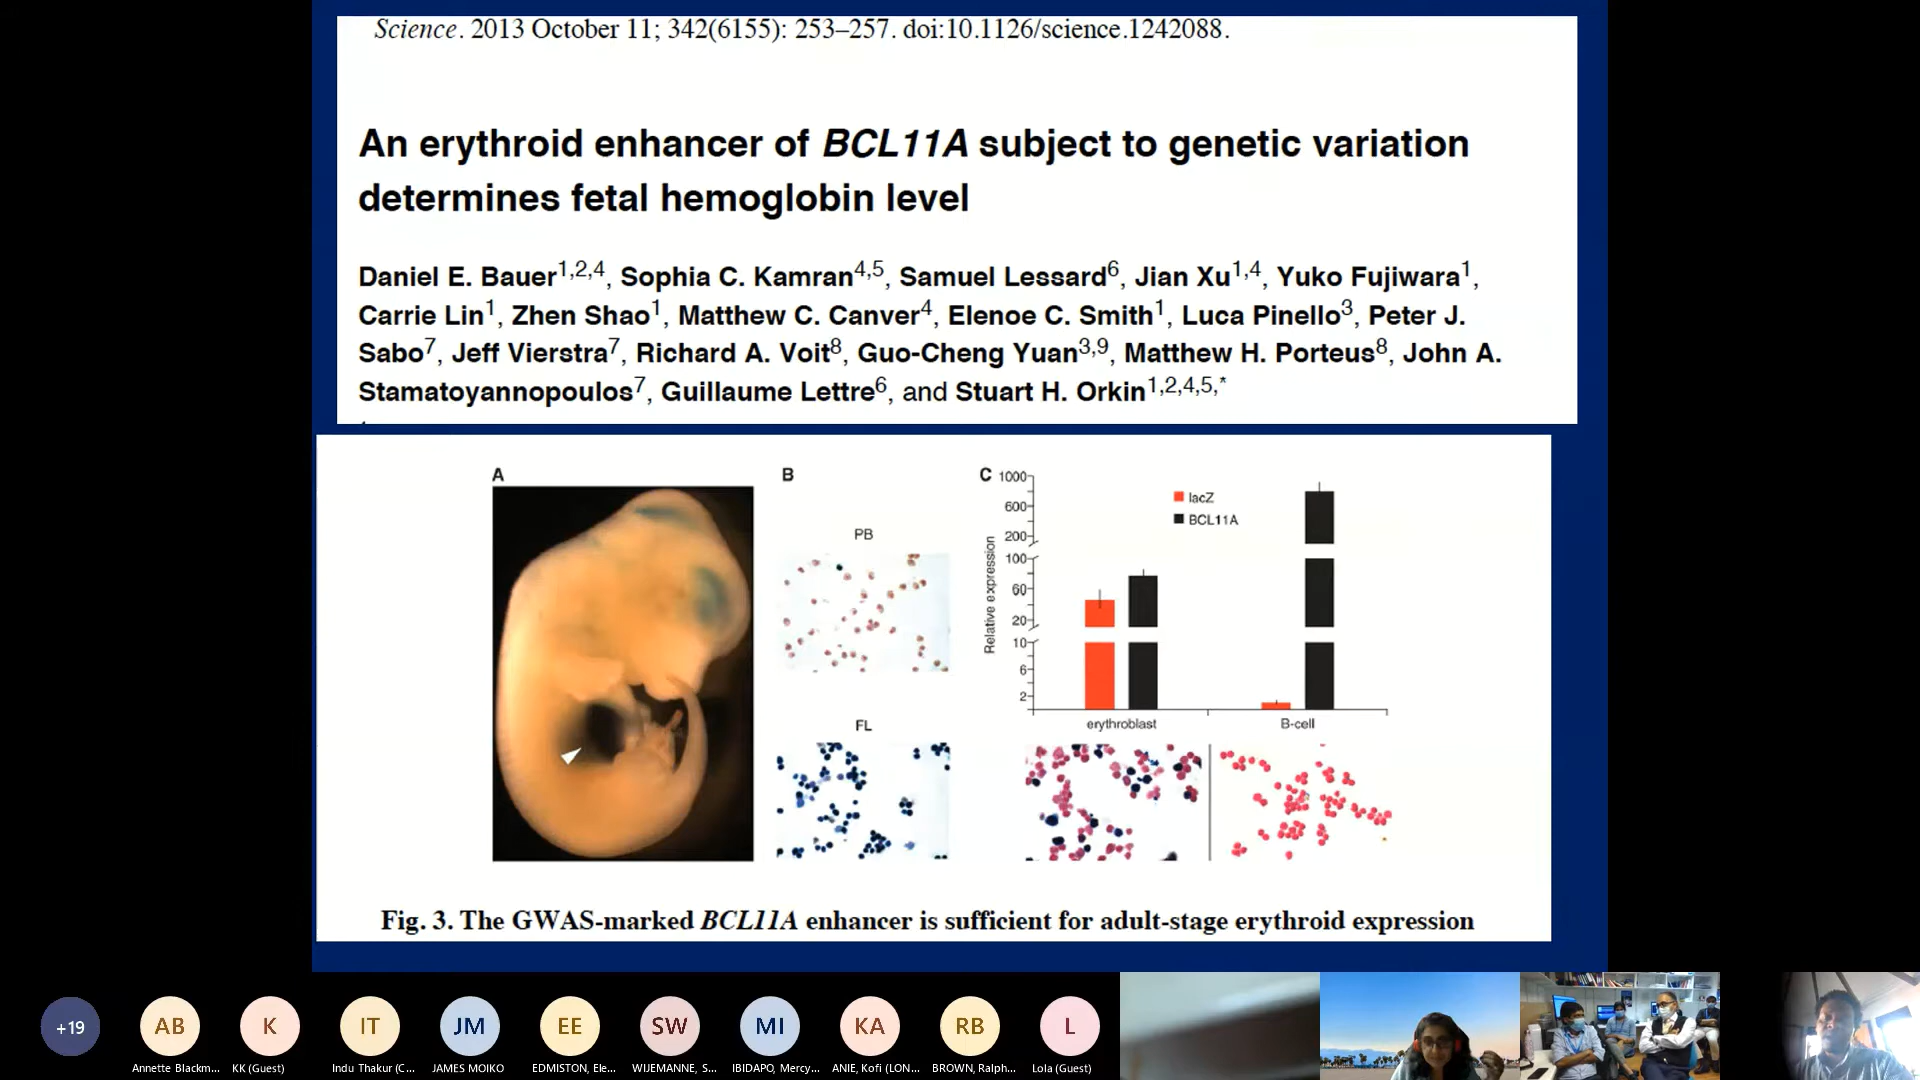 Science. 2013 October 11; 342(6155): 253–257. doi:10.1126/science.1242088.
An erythroid enhancer of BCL11A subject to genetic variation
determines fetal hemoglobin level
Daniel E. Bauer1,2,4, Sophia C. Kamran4,5, Samuel Lessard6, Jian Xu1,4, Yuko Fujiwara1,
Carrie Lin1, Zhen Shao1, Matthew C. Canver4, Elenoe C. Smith1, Luca Pinello3, Peter J.
Sabo7, Jeff Vierstra7, Richard A. Voit8, Guo-Cheng Yuan3,9, Matthew H. Porteus8, John A.
Stamatoyannopoulos7, Guillaume Lettre6, and Stuart H. Orkin1,2,4,5,*
A
B
PB
FL
C
1000
600
200
100
60
20
10
6
2
Relative expression
lacZ
BCL11A
erythroblast B-cell
Fig. 3. The GWAS-marked BCL11A enhancer is sufficient for adult-stage erythroid expression
+19 AB K IT JM EE SW MI KA RB L
Annette Blackm... KK (Guest) Indu Thakur (C... JAMES MOIKO EDMISTON, Ele... WIJEMANNE, S... IBIDAPO, Mercy... ANIE, Kofi (LON... BROWN, Ralph... Lola (Guest)